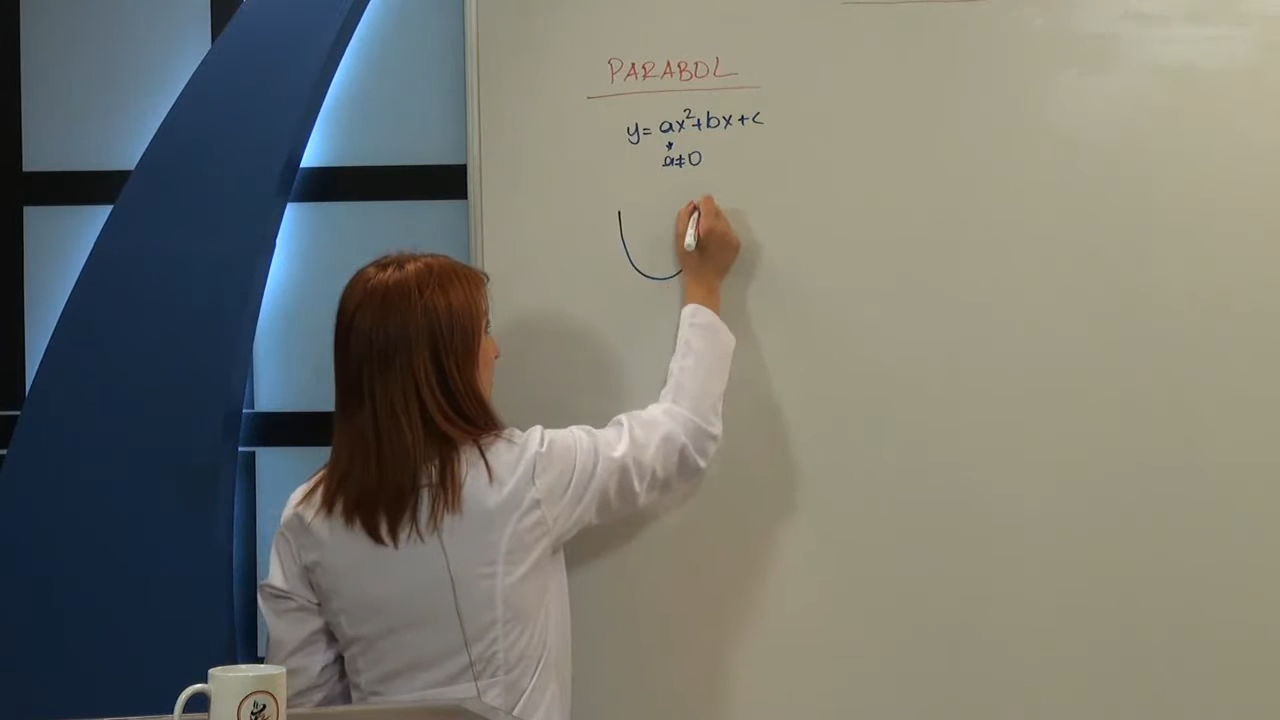 PARABOL
y = ax²+bx+c
a≠0